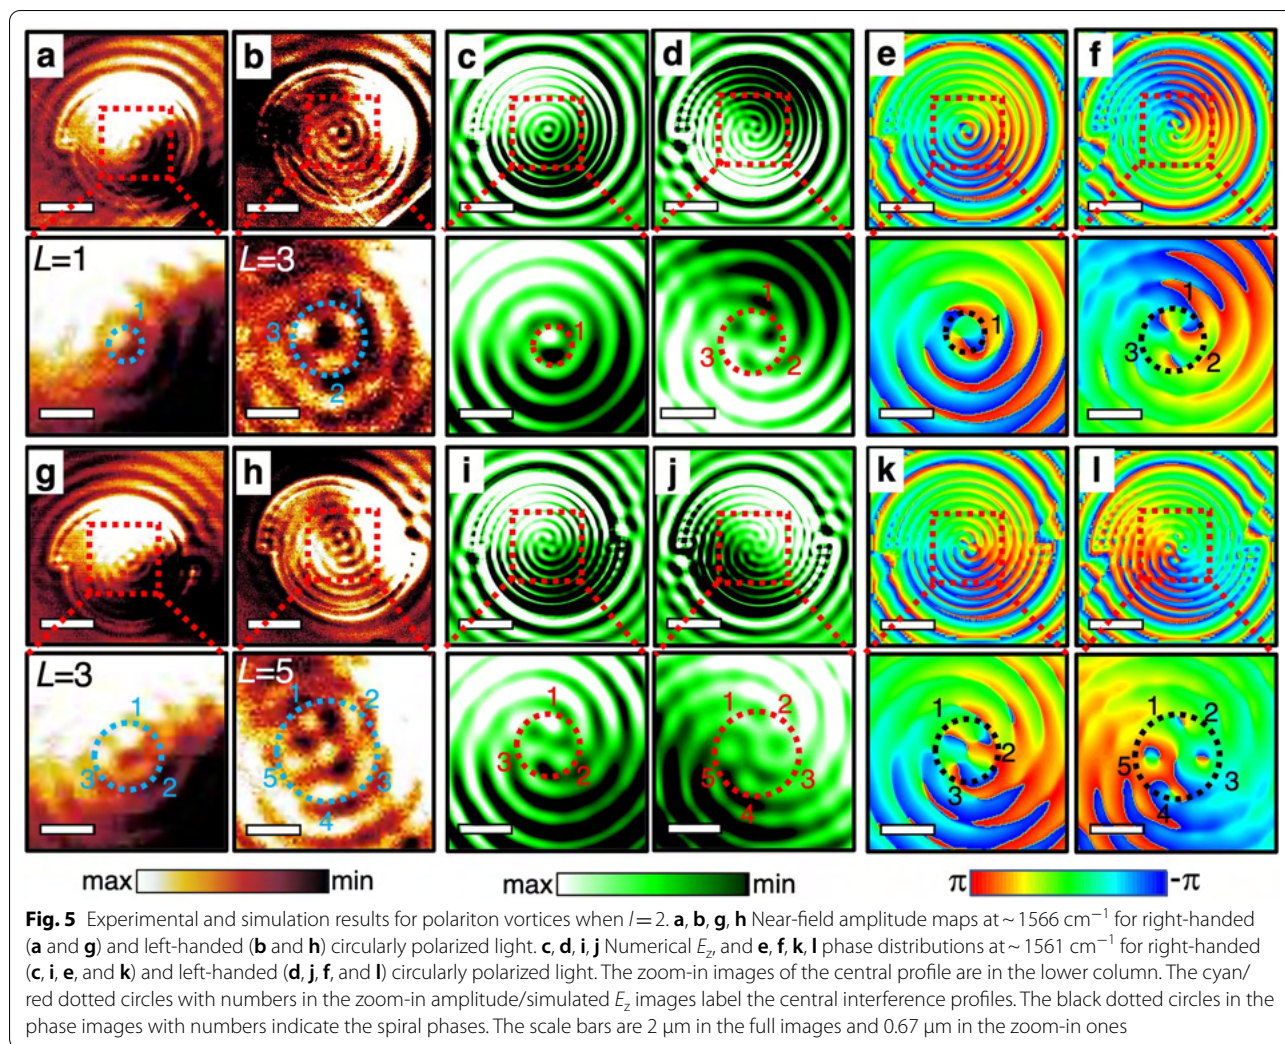 a b c d e f
L=1 L=3
1 1 1 1 1 1
3 2 3 2 3 2
g h i j k l
L=3 L=5
1 1 2 1 1 2 1 1 2
3 2 5 3 3 2 5 3 2 5 3
4 4 3 4
max min max min π -π
Fig. 5 Experimental and simulation results for polariton vortices when l = 2. a, b, g, h Near-field amplitude maps at ~ 1566 cm⁻¹ for right-handed
(a and g) and left-handed (b and h) circularly polarized light. c, d, i, j Numerical E_z, and e, f, k, l phase distributions at ~ 1561 cm⁻¹ for right-handed
(c, i, e, and k) and left-handed (d, j, f, and l) circularly polarized light. The zoom-in images of the central profile are in the lower column. The cyan/
red dotted circles with numbers in the zoom-in amplitude/simulated E_z images label the central interference profiles. The black dotted circles in the
phase images with numbers indicate the spiral phases. The scale bars are 2 μm in the full images and 0.67 μm in the zoom-in ones